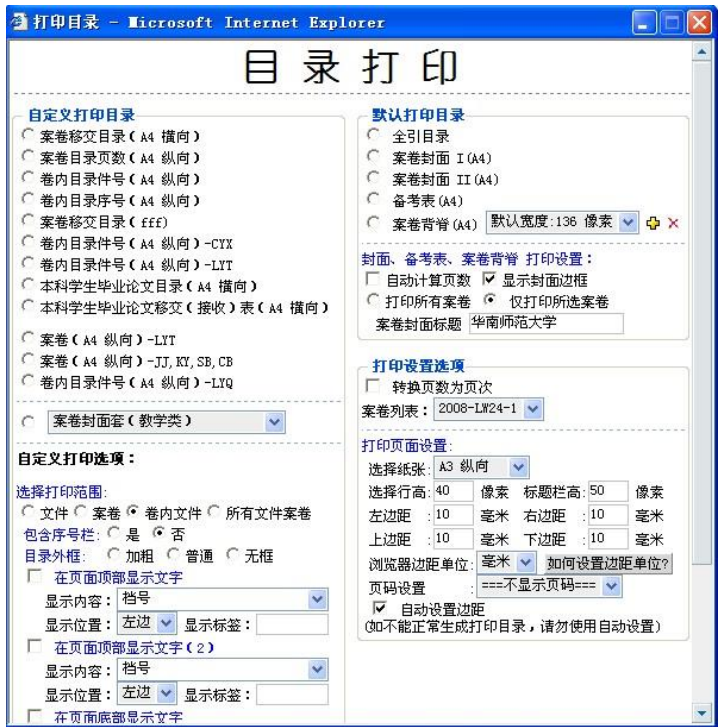 打印目录 - Microsoft Internet Explorer
目录打印
自定义打印目录
案卷移交目录(A4 横向)
案卷目录页数(A4 纵向)
卷内目录件号(A4 纵向)
卷内目录序号(A4 纵向)
案卷移交目录(fff)
卷内目录件号(A4 纵向)-CYX
卷内目录件号(A4 纵向)-LYT
本科学生毕业论文目录(A4 横向)
本科学生毕业论文移交(接收)表(A4 横向)
案卷(A4 纵向)-LYT
案卷(A4 纵向)-JJ,KY,SB,CB
卷内目录件号(A4 纵向)-LYQ
案卷封面套(教学类)
自定义打印选项:
选择打印范围:
文件 案卷 卷内文件 所有文件案卷
包含序号栏: 是 否
目录外框: 加粗 普通 无框
在页面顶部显示文字
显示内容: 档号
显示位置: 左边 显示标签:
在页面顶部显示文字(2)
显示内容: 档号
显示位置: 左边 显示标签:
在页面底部显示文字
默认打印目录
全引目录
案卷封面 I(A4)
案卷封面 II(A4)
备考表(A4)
案卷背脊(A4) 默认宽度:136 像素
封面、备考表、案卷背脊 打印设置:
自动计算页数 显示封面边框
打印所有案卷 仅打印所选案卷
案卷封面标题 华南师范大学
打印设置选项
转换页数为页次
案卷列表: 2008-LW24-1
打印页面设置:
选择纸张: A3 纵向
选择行高: 40 像素 标题栏高: 50 像素
左边距 : 10 毫米 右边距 : 10 毫米
上边距 : 10 毫米 下边距 : 10 毫米
浏览器边距单位: 毫米 如何设置边距单位?
页码设置 : ===不显示页码===
自动设置边距
(如不能正常生成打印目录,请勿使用自动设置)